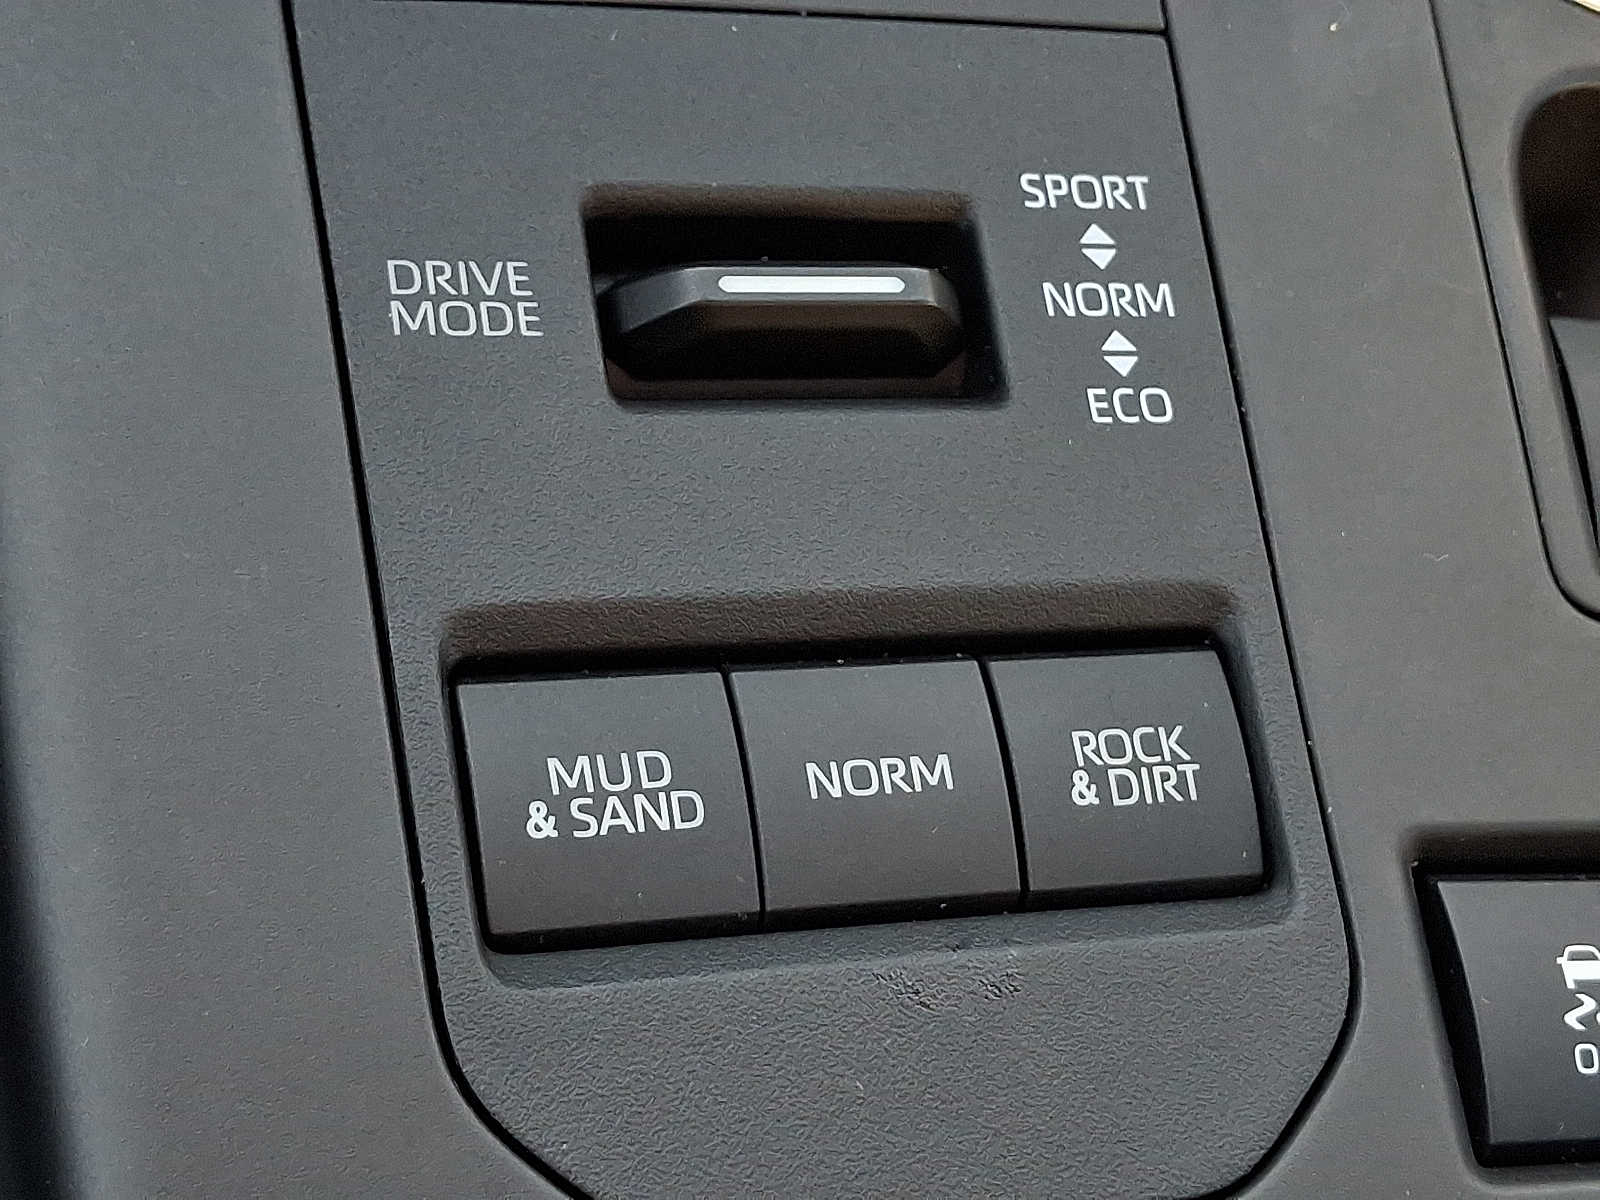 DRIVE
MODE
SPORT
NORM
ECO
MUD
& SAND
NORM
ROCK
& DIRT